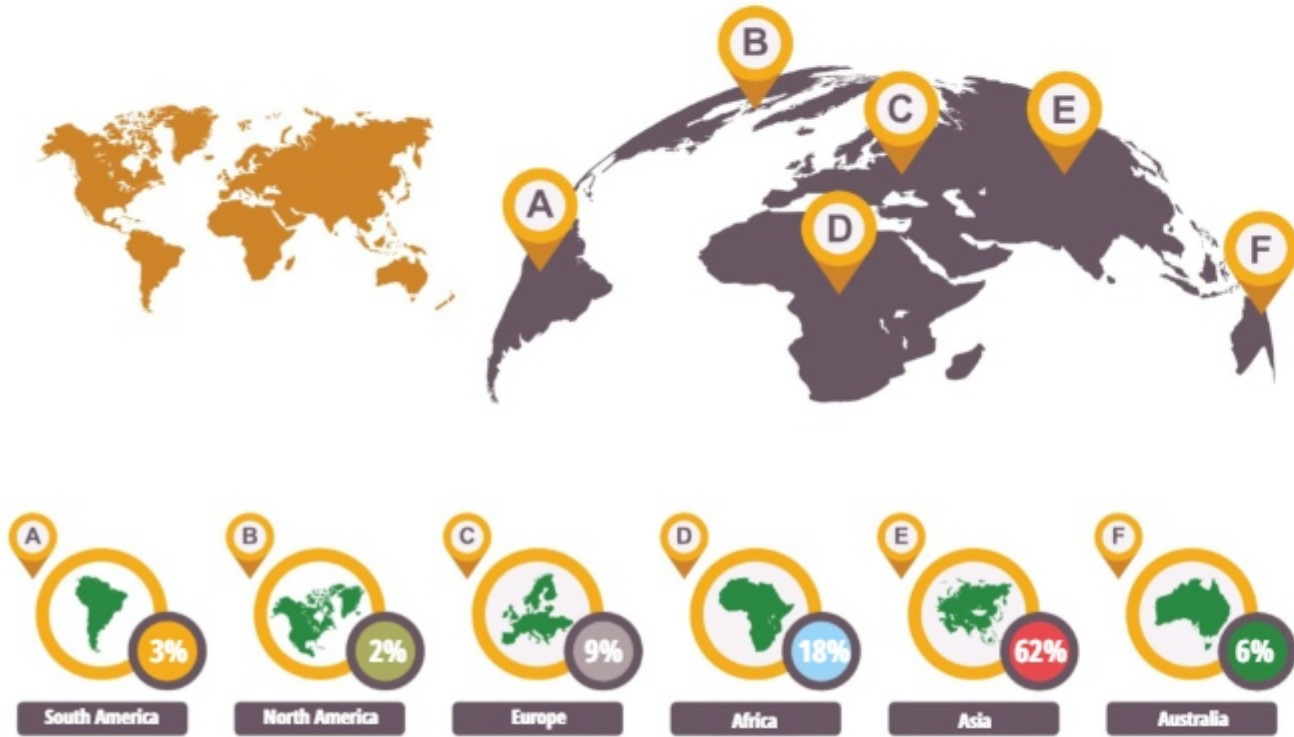 B
C
E
A
D
F
A
B
C
D
E
F
3%
2%
9%
18%
62%
6%
South America
North America
Europe
Africa
Asia
Australia